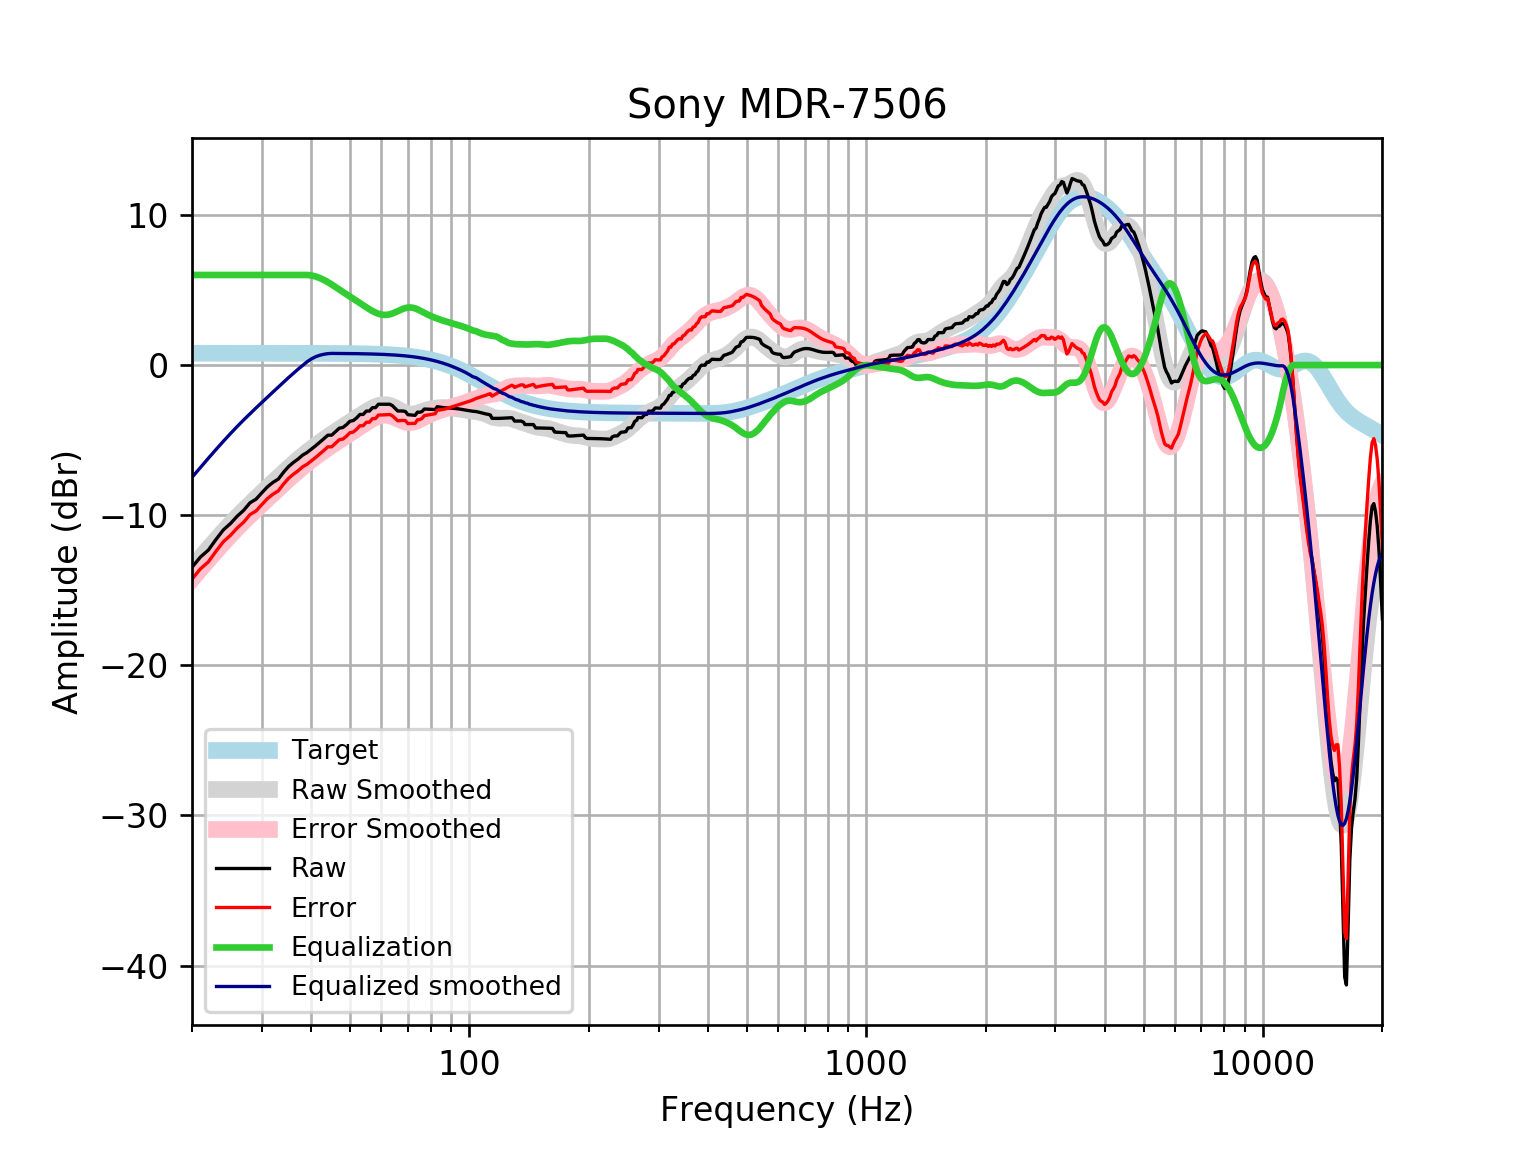 Sony MDR-7506
10
0
−10
−20
−30
−40
Amplitude (dBr)
Target
Raw Smoothed
Error Smoothed
Raw
Error
Equalization
Equalized smoothed
100
1000
10000
Frequency (Hz)